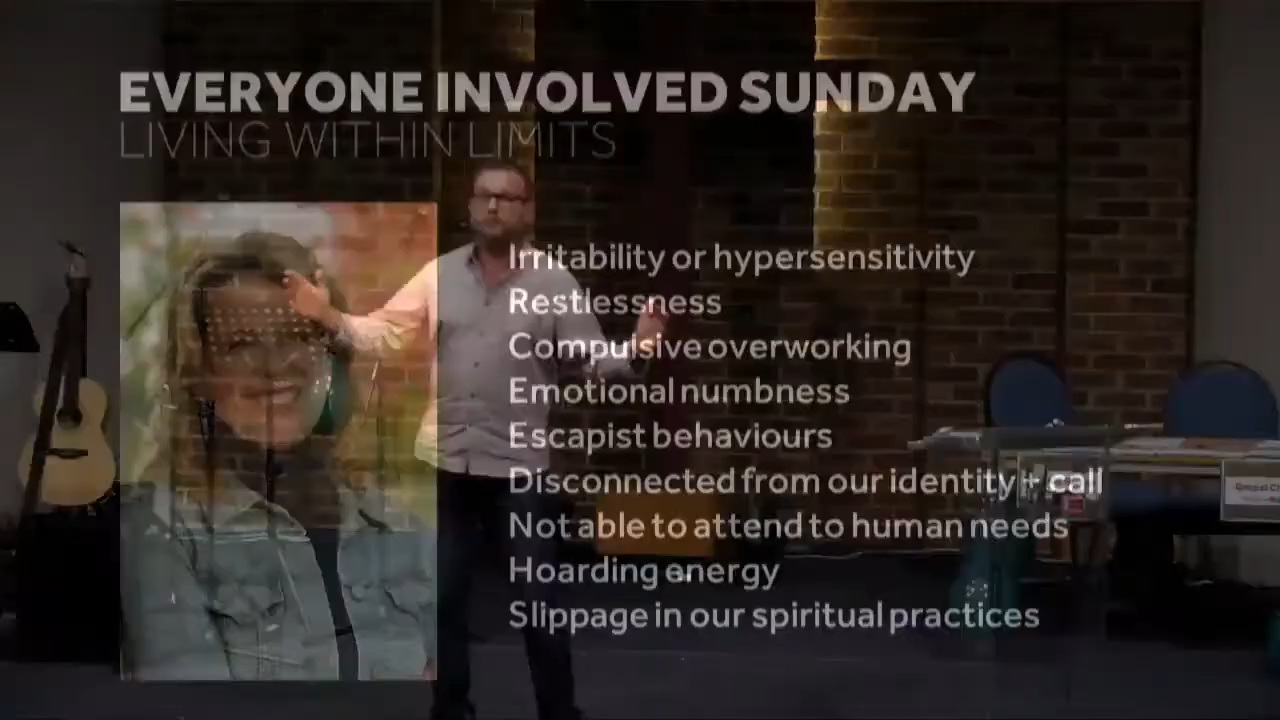 EVERYONE INVOLVED SUNDAY
LIVING WITHIN LIMITS
Irritability or hypersensitivity
Restlessness
Compulsive overworking
Emotional numbness
Escapist behaviours
Disconnected from our identity + call
Not able to attend to human needs
Hoarding energy
Slippage in our spiritual practices